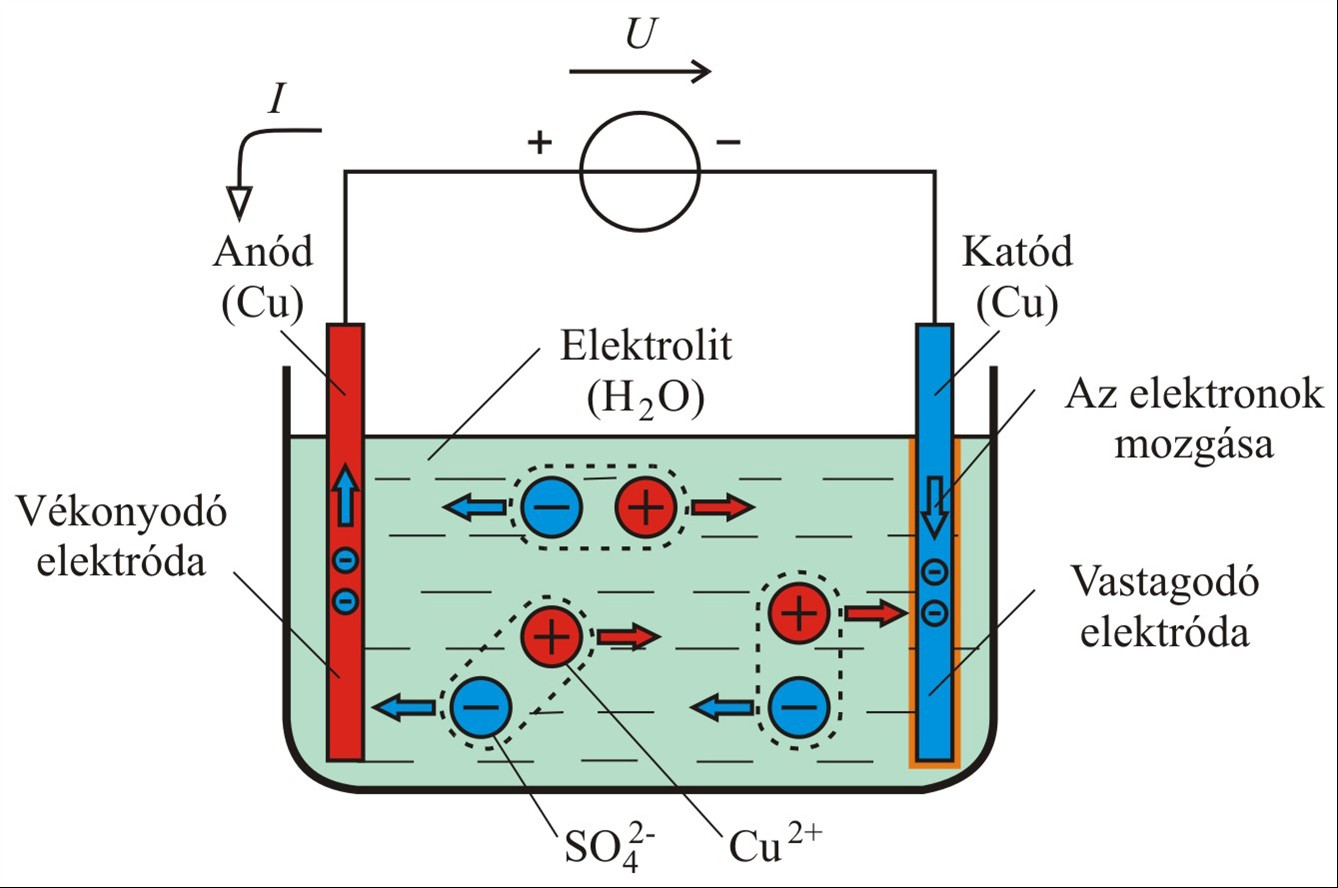 U
I
+
−
Anód
(Cu)
Katód
(Cu)
Elektrolit
(H₂O)
Az elektronok
mozgása
Vékonyodó
elektróda
Vastagodó
elektróda
− +
+
−
+
−
−
−
−
−
SO₄²⁻
Cu²⁺